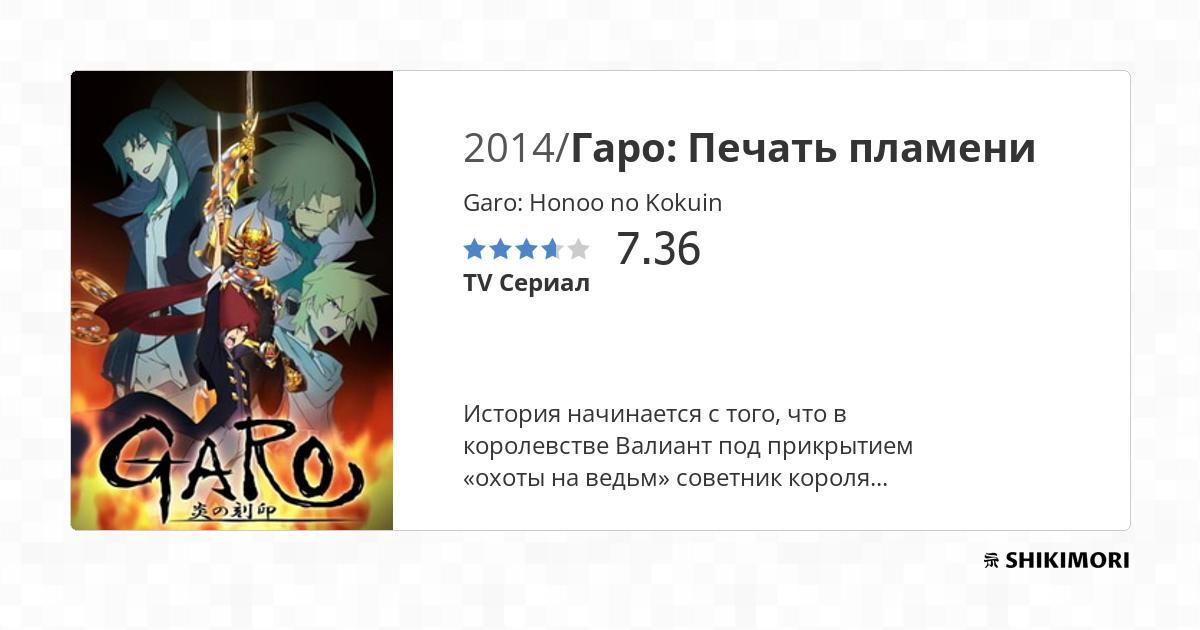 2014/Гаро: Печать пламени
Garo: Honoo no Kokuin
7.36
TV Сериал
История начинается с того, что в
королевстве Валиант под прикрытием
«охоты на ведьм» советник короля...
GARO
炎の刻印
SHIKIMORI